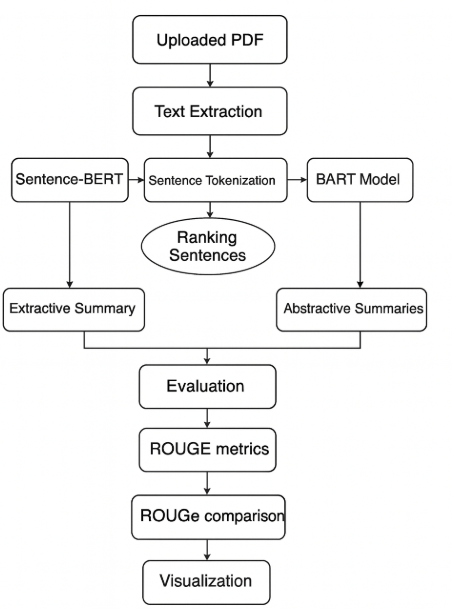 Uploaded PDF
Text Extraction
Sentence-BERT
Sentence Tokenization
BART Model
Ranking
Sentences
Extractive Summary
Abstractive Summaries
Evaluation
ROUGE metrics
ROUGe comparison
Visualization